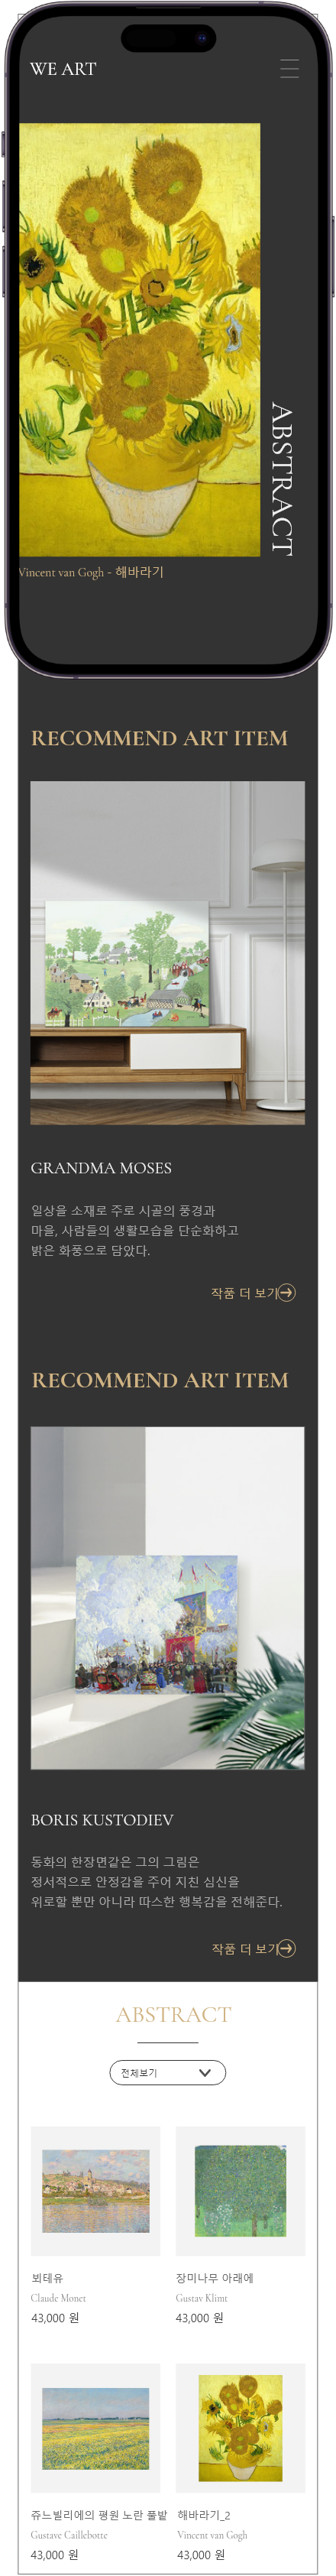 WE ART
ABSTRACT
Vincent van Gogh - 해바라기
RECOMMEND ART ITEM
GRANDMA MOSES
일상을 소재로 주로 시골의 풍경과
마을, 사람들의 생활모습을 단순화하고
밝은 화풍으로 담았다.
작품 더 보기
RECOMMEND ART ITEM
BORIS KUSTODIEV
동화의 한장면같은 그의 그림은
정서적으로 안정감을 주어 지친 심신을
위로할 뿐만 아니라 따스한 행복감을 전해준다.
작품 더 보기
ABSTRACT
전체보기
뵈테유
Claude Monet
43,000 원
장미나무 아래에
Gustav Klimt
43,000 원
쥬느빌리에의 평원 노란 풀밭
Gustave Caillebotte
43,000 원
해바라기_2
Vincent van Gogh
43,000 원